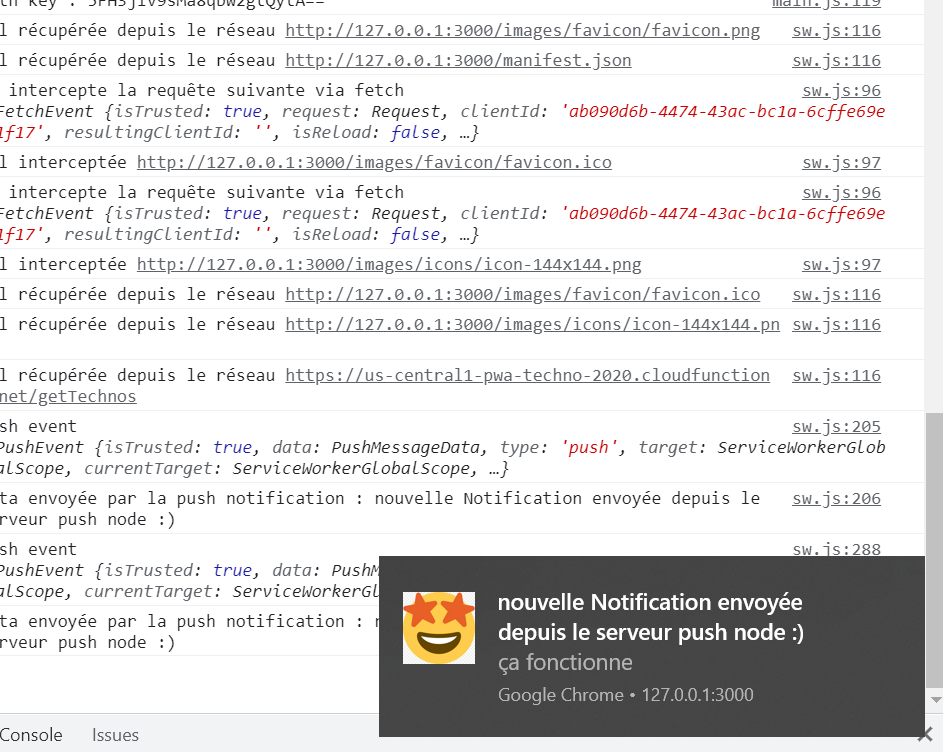 th key : 5PH3j1v9sMa8qbw2gtQytA== main.js:119
l récupérée depuis le réseau http://127.0.0.1:3000/images/favicon/favicon.png sw.js:116
l récupérée depuis le réseau http://127.0.0.1:3000/manifest.json sw.js:116
intercepte la requête suivante via fetch sw.js:96
FetchEvent {isTrusted: true, request: Request, clientId: 'ab090d6b-4474-43ac-bc1a-6cffe69e
1f17', resultingClientId: '', isReload: false, …}
l interceptée http://127.0.0.1:3000/images/favicon/favicon.ico sw.js:97
intercepte la requête suivante via fetch sw.js:96
FetchEvent {isTrusted: true, request: Request, clientId: 'ab090d6b-4474-43ac-bc1a-6cffe69e
1f17', resultingClientId: '', isReload: false, …}
l interceptée http://127.0.0.1:3000/images/icons/icon-144x144.png sw.js:97
l récupérée depuis le réseau http://127.0.0.1:3000/images/favicon/favicon.ico sw.js:116
l récupérée depuis le réseau http://127.0.0.1:3000/images/icons/icon-144x144.pn sw.js:116
l récupérée depuis le réseau https://us-central1-pwa-techno-2020.cloudfunction sw.js:116
net/getTechnos
sh event sw.js:205
PushEvent {isTrusted: true, data: PushMessageData, type: 'push', target: ServiceWorkerGlob
alScope, currentTarget: ServiceWorkerGlobalScope, …}
ta envoyée par la push notification : nouvelle Notification envoyée depuis le sw.js:206
rveur push node :)
sh event sw.js:288
PushEvent {isTrusted: true, data: PushM
alScope, currentTarget: ServiceWorkerGl
ta envoyée par la push notification : n
rveur push node :)
nouvelle Notification envoyée
depuis le serveur push node :)
ça fonctionne
Google Chrome • 127.0.0.1:3000
Console Issues